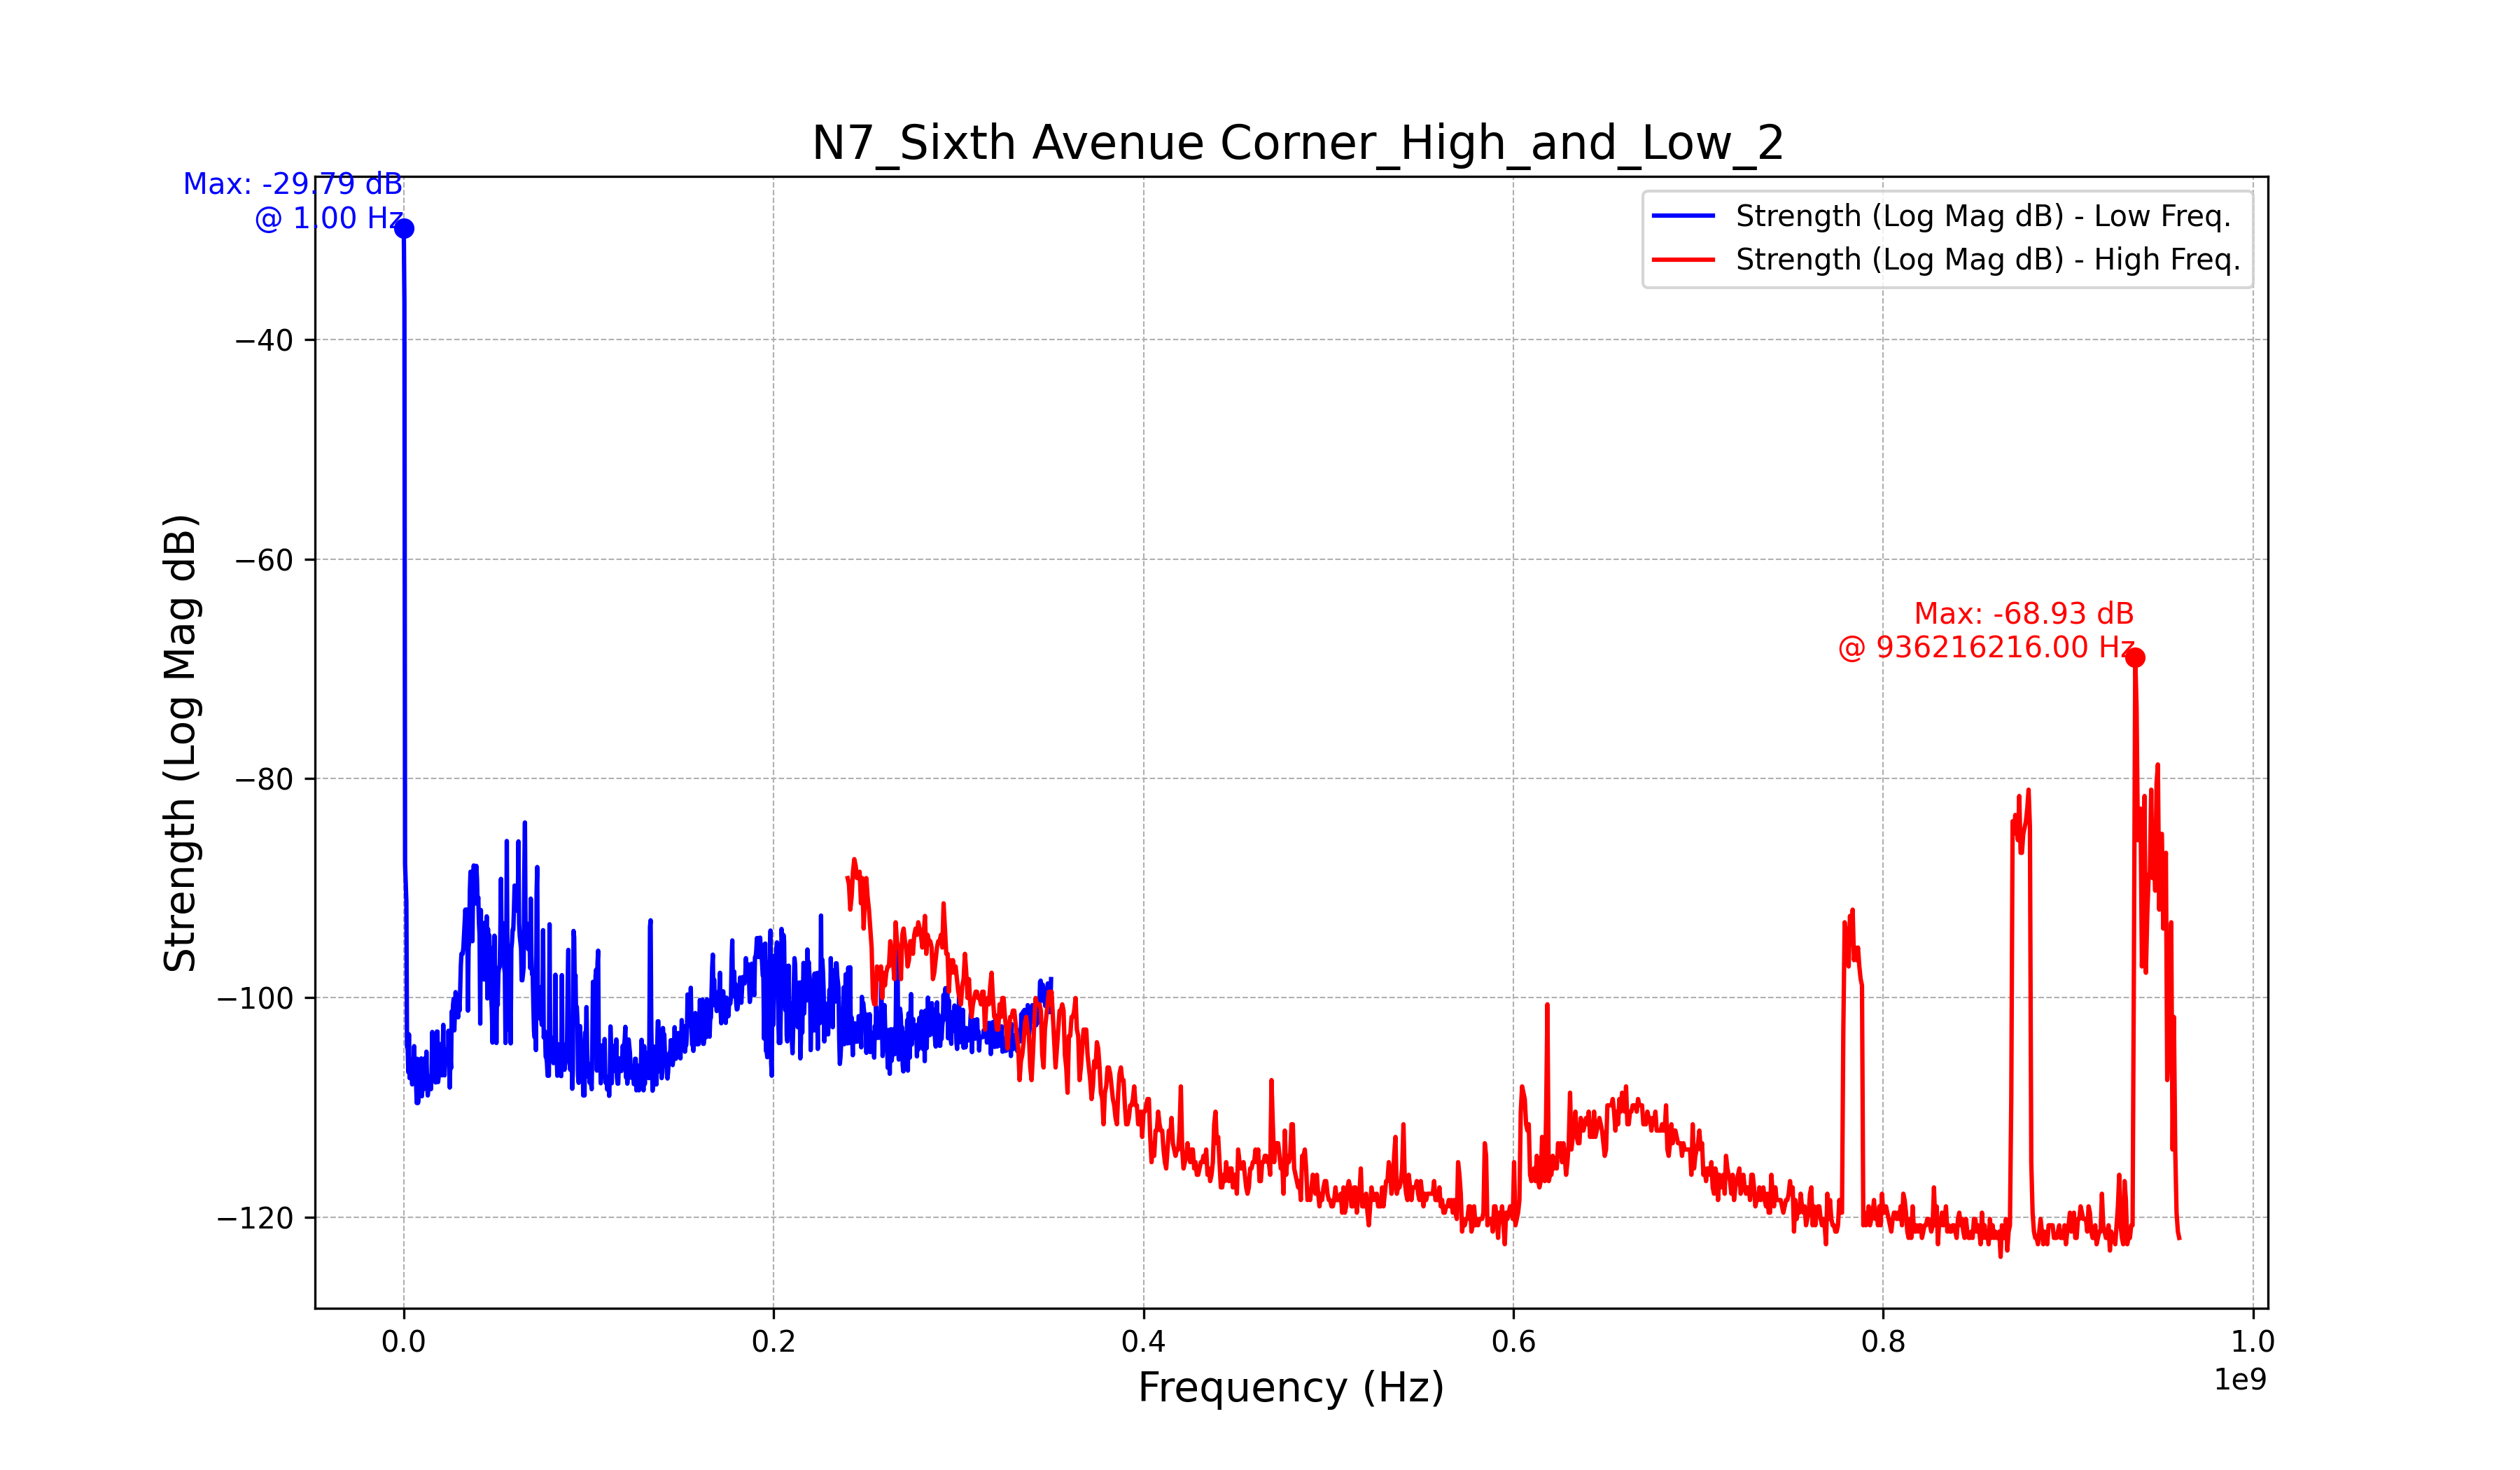 N7_Sixth Avenue Corner_High_and_Low_2
Max: -29.79 dB
@ 1.00 Hz
Strength (Log Mag dB) - Low Freq.
Strength (Log Mag dB) - High Freq.
Max: -68.93 dB
@ 936216216.00 Hz
Strength (Log Mag dB)
−40
−60
−80
−100
−120
0.0 0.2 0.4 0.6 0.8 1.0
1e9
Frequency (Hz)